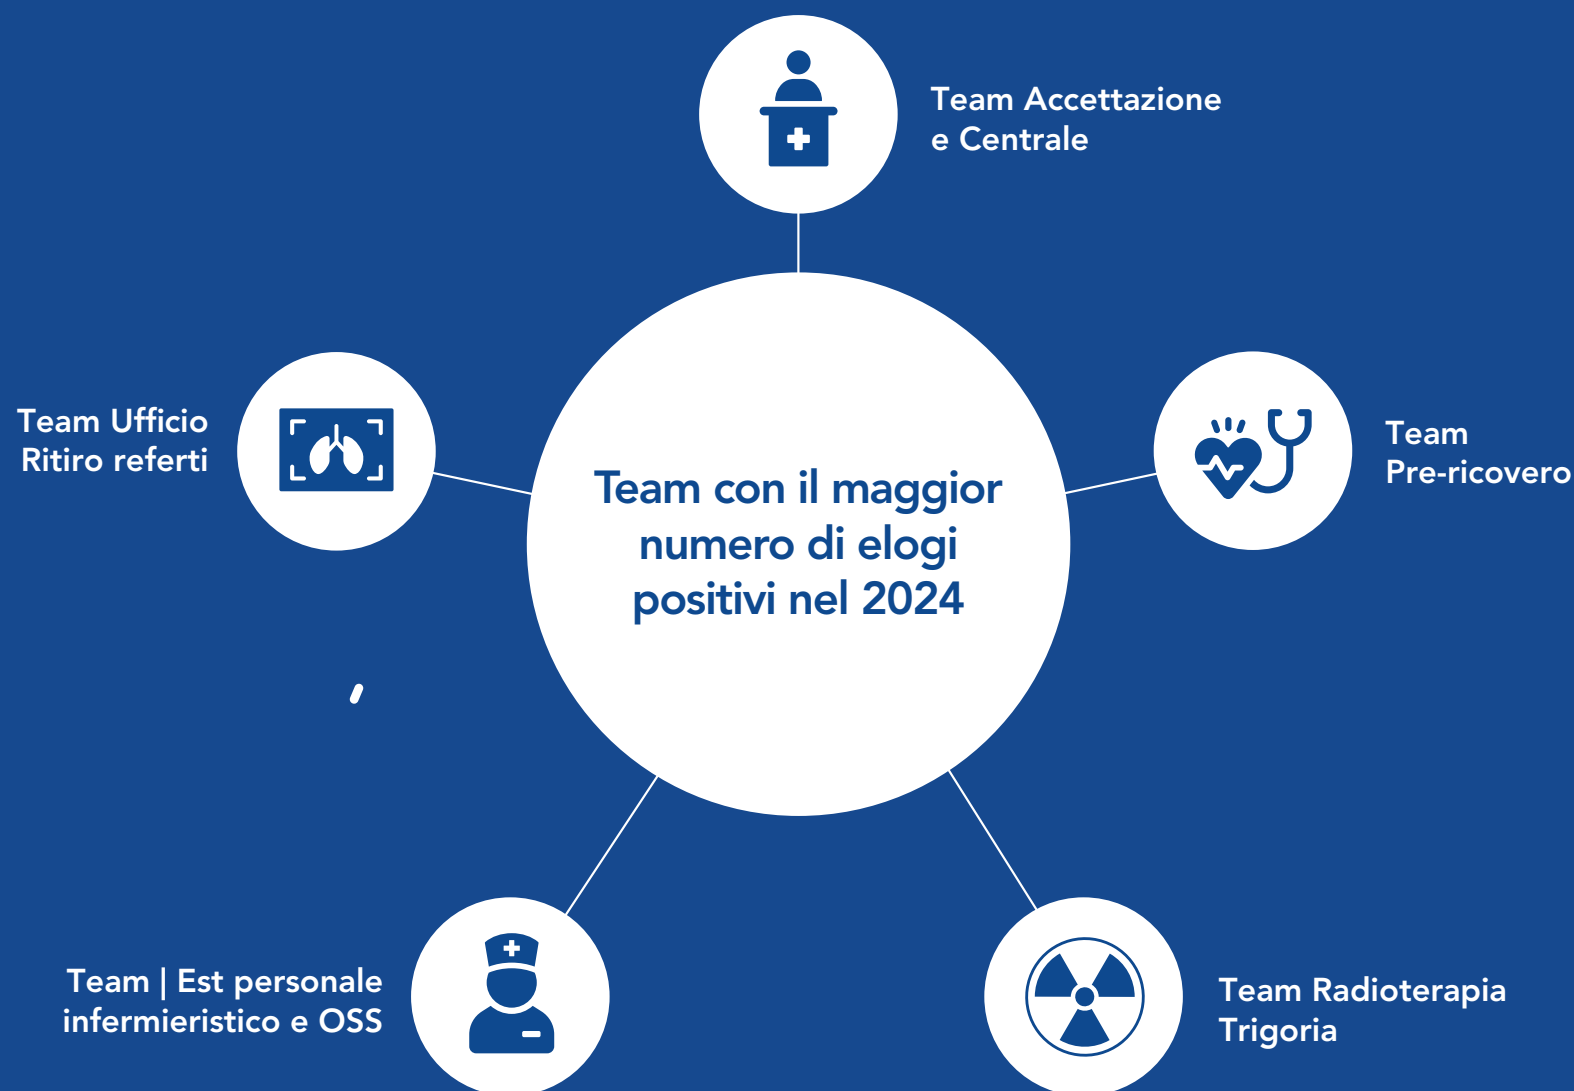 Team Accettazione
e Centrale
Team Ufficio
Ritiro referti
Team
Pre-ricovero
Team con il maggior
numero di elogi
positivi nel 2024
Team | Est personale
infermieristico e OSS
Team Radioterapia
Trigoria